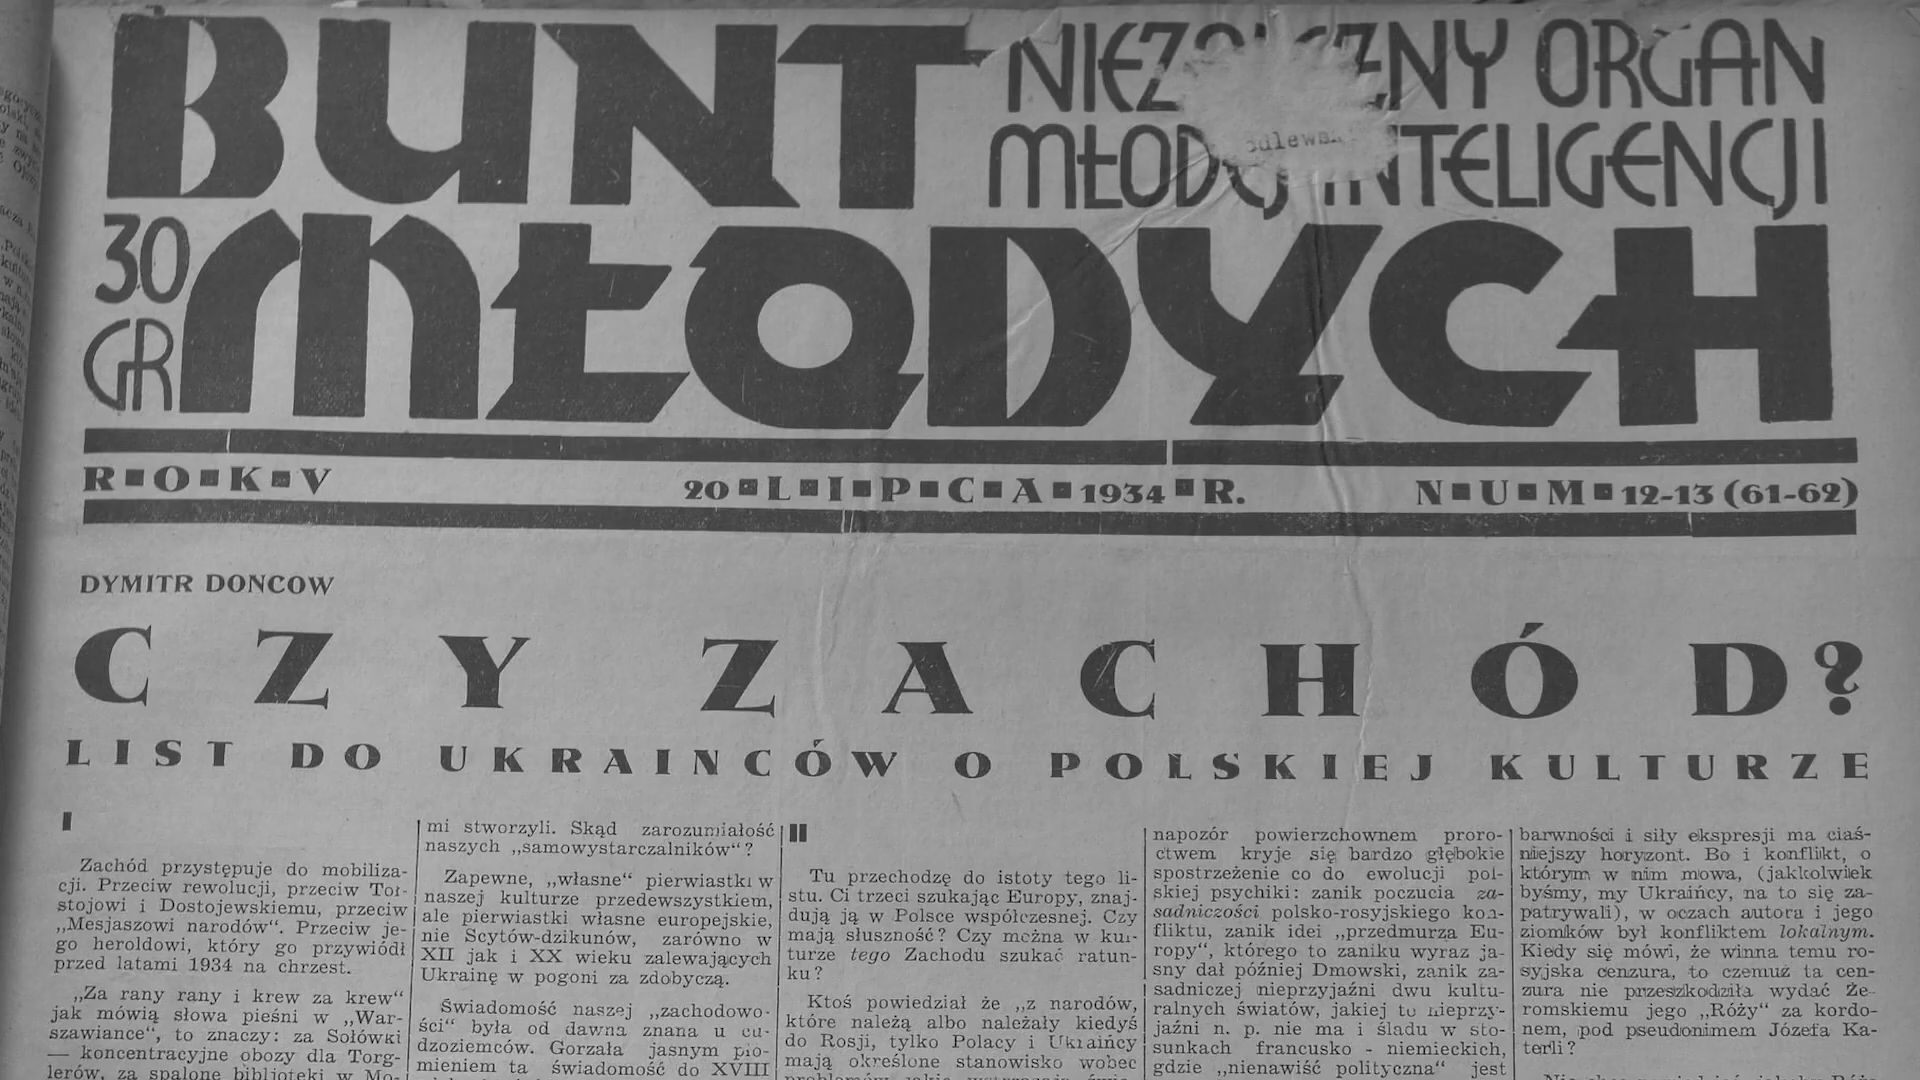 BUNT
ORGAN
MŁODEJ INTELIGENCJI
30
GR
MŁODYCH
ROK V
20 LIPCA 1934 R.
NUM 12-13 (61-62)
DYMITR DONCOW
CZY ZACHÓD?
LIST DO UKRAINCÓW O POLSKIEJ KULTURZE
I
Zachód przystępuje do mobiliza-
cji. Przeciw rewolucji, przeciw Toł-
stojowi i Dostojewskiemu, przeciw
„Mesjaszowi narodów“. Przeciw je-
go heroldowi, który go przywiódł
przed latami 1934 na chrzest.
„Za rany rany i krew za krew“
jak mówią słowa pieśni w „War-
szawiance“, to znaczy: za Sołówki
— koncentracyjne obozy dla Torg-
lerów, za spalone bibljoteki w Mo-
mi stworzyli. Skąd zarozumiałość
naszych „samowystarczalników“?
Zapewne, „własne“ pierwiastki w
naszej kulturze przedewszystkiem,
ale pierwiastki własne europejskie,
nie Scytów-dzikunów, zarówno w
XII jak i XX wieku zalewających
Ukrainę w pogoni za zdobyczą.
Świadomość naszej „zachodowo-
ści“ była od dawna znana u cu-
dzoziemców. Gorzała jasnym pło-
mieniem ta świadomość do XVIII
II
Tu przechodzę do istoty tego li-
stu. Ci trzeci szukając Europy, znaj-
dują ją w Polsce współczesnej. Czy
mają słuszność? Czy można w kul-
turze tego Zachodu szukać ratun-
ku?
Ktoś powiedział że „z narodów,
które należą albo należały kiedyś
do Rosji, tylko Polacy i Ukraińcy
mają określone stanowisko wobec
napozór powierzchownem proro-
ctwem kryje się bardzo głębokie
spostrzeżenie co do ewolucji pol-
skiej psychiki: zanik poczucia za-
sadniczości polsko-rosyjskiego kon-
fliktu, zanik idei „przedmurza Eu-
ropy“, którego to zaniku wyraz ja-
sny dał później Dmowski, zanik za-
sadniczej nieprzyjaźni dwu kultu-
ralnych światów, jakiej to nieprzy-
jaźni n. p. nie ma i śladu w sto-
sunkach francusko - niemieckich,
gdzie „nienawiść polityczna“ jest
barwności i siły ekspresji ma ciaś-
niejszy horyzont. Bo i konflikt, o
którym w nim mowa, (jakkolwiek
byśmy, my Ukraińcy, na to się za-
patrywali), w oczach autora i jego
ziomków był konfliktem lokalnym.
Kiedy się mówi, że winna temu ro-
syjska cenzura, to czemuż ta cen-
zura nie przeszkodziła wydać Że-
romskiemu jego „Róży“ za kordo-
nem, pod pseudonimem Józefa Ka-
terli?